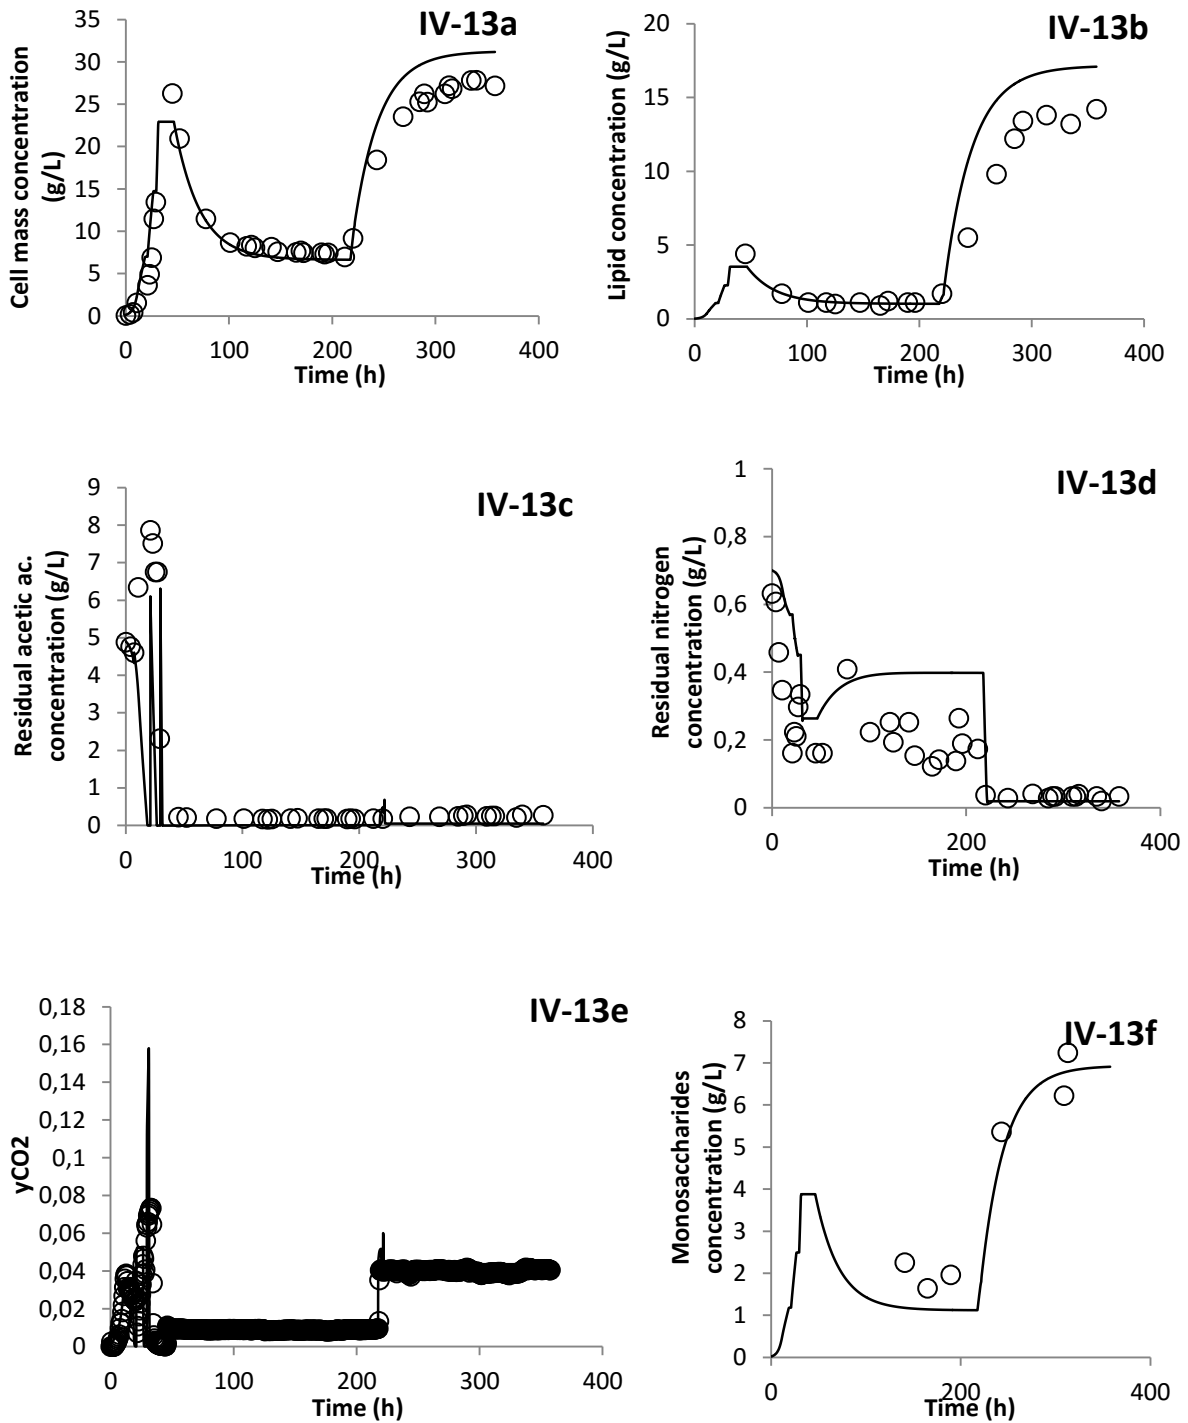 IV-13a
Cell mass concentration
(g/L)
35
30
25
20
15
10
5
0
0 100 200 300 400
Time (h)
IV-13b
Lipid concentration (g/L)
20
15
10
5
0
0 100 200 300 400
Time (h)
IV-13c
Residual acetic ac.
concentration (g/L)
9
8
7
6
5
4
3
2
1
0
0 100 200 300 400
Time (h)
IV-13d
Residual nitrogen
concentration (g/L)
1
0,8
0,6
0,4
0,2
0
0 200 400
Time (h)
IV-13e
yCO2
0,18
0,16
0,14
0,12
0,1
0,08
0,06
0,04
0,02
0
0 100 200 300 400
Time (h)
IV-13f
Monosaccharides
concentration (g/L)
8
7
6
5
4
3
2
1
0
0 200 400
Time (h)